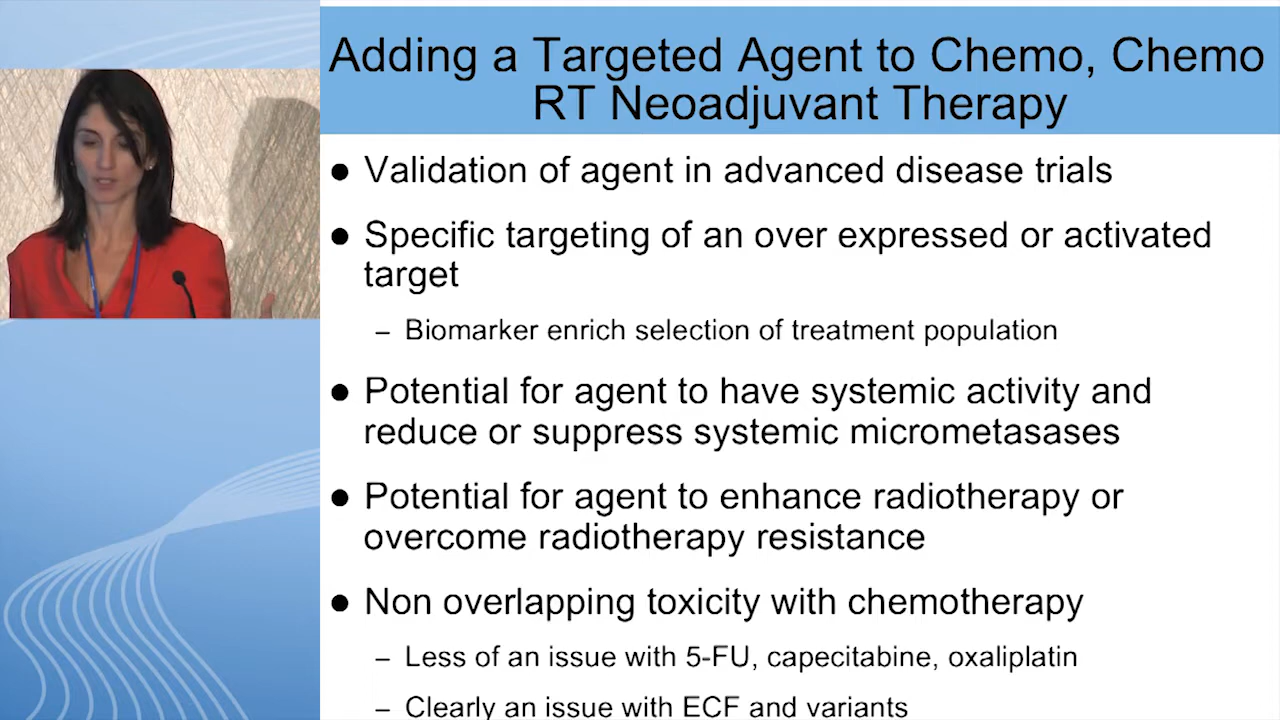 Adding a Targeted Agent to Chemo, Chemo
RT Neoadjuvant Therapy
● Validation of agent in advanced disease trials
● Specific targeting of an over expressed or activated
target
– Biomarker enrich selection of treatment population
● Potential for agent to have systemic activity and
reduce or suppress systemic micrometasases
● Potential for agent to enhance radiotherapy or
overcome radiotherapy resistance
● Non overlapping toxicity with chemotherapy
– Less of an issue with 5-FU, capecitabine, oxaliplatin
– Clearly an issue with ECF and variants